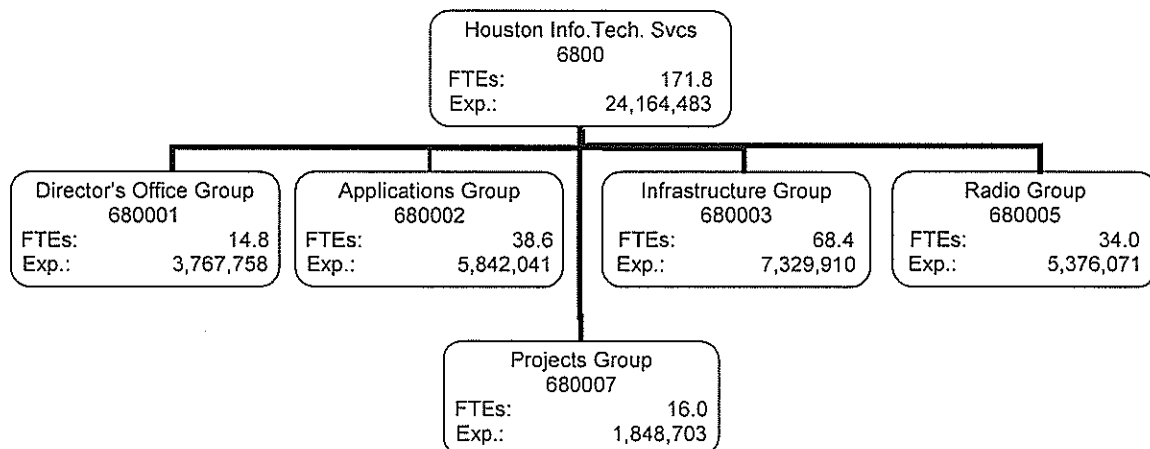 Houston Info.Tech. Svcs
6800
FTEs: 171.8
Exp.: 24,164,483
Director's Office Group
680001
FTEs: 14.8
Exp.: 3,767,758
Applications Group
680002
FTEs: 38.6
Exp.: 5,842,041
Infrastructure Group
680003
FTEs: 68.4
Exp.: 7,329,910
Radio Group
680005
FTEs: 34.0
Exp.: 5,376,071
Projects Group
680007
FTEs: 16.0
Exp.: 1,848,703